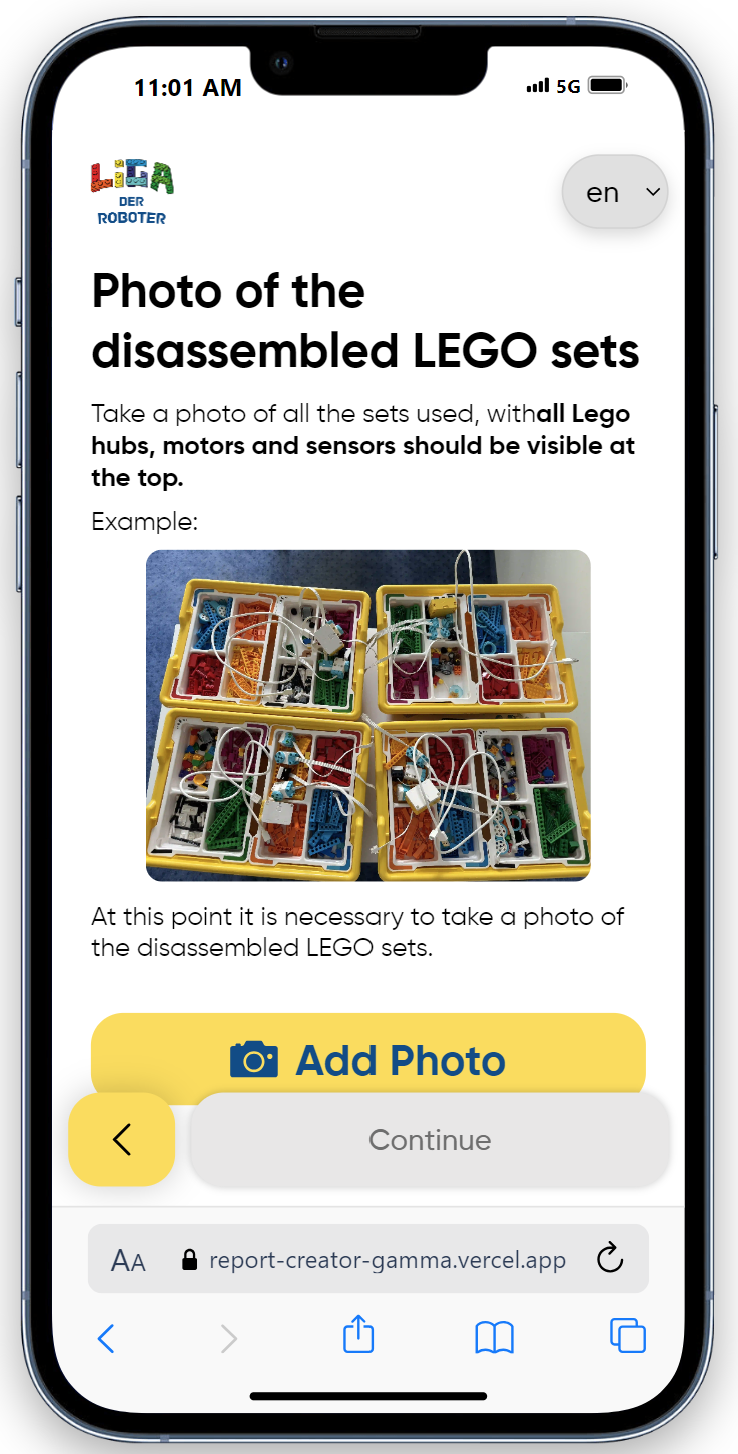 11:01 AM
5G
LIGA
DER
ROBOTER
en
Photo of the
disassembled LEGO sets
Take a photo of all the sets used, withall Lego
hubs, motors and sensors should be visible at
the top.
Example:
At this point it is necessary to take a photo of
the disassembled LEGO sets.
Add Photo
Continue
AA report-creator-gamma.vercel.app